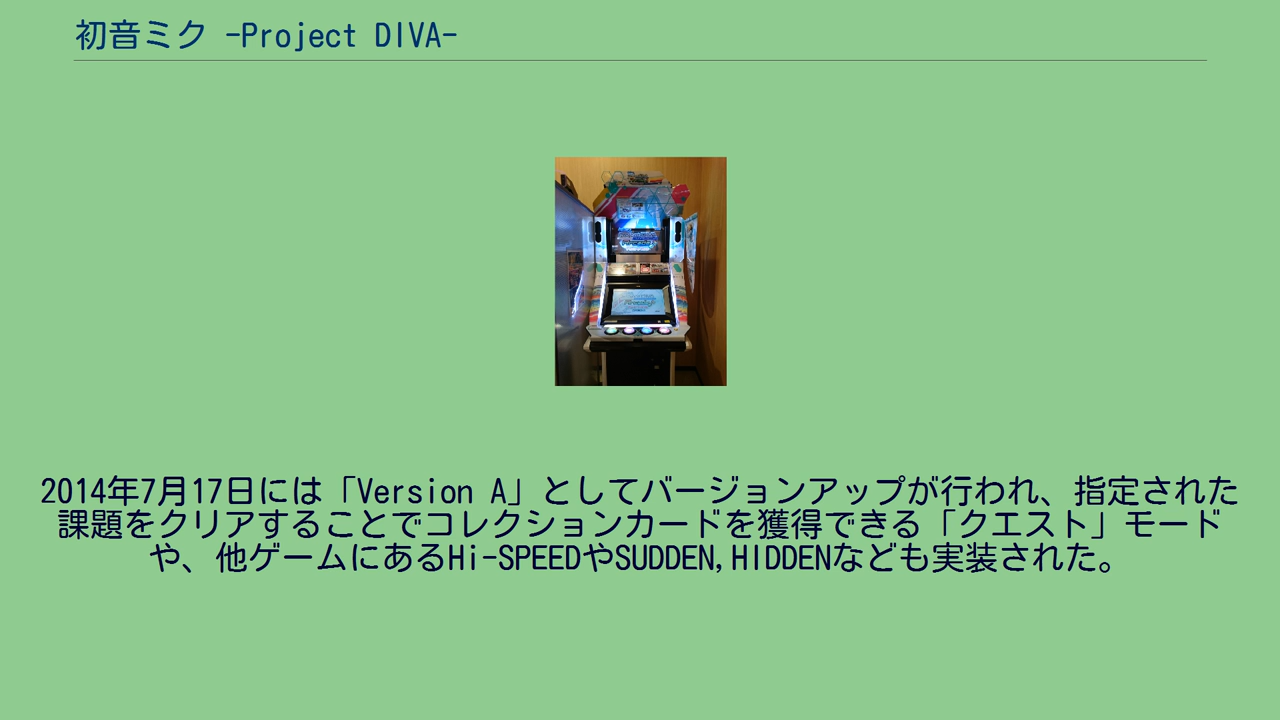 初音ミク -Project DIVA-
2014年7月17日には「Version A」としてバージョンアップが行われ、指定された
課題をクリアすることでコレクションカードを獲得できる「クエスト」モード
や、他ゲームにあるHi-SPEEDやSUDDEN,HIDDENなども実装された。